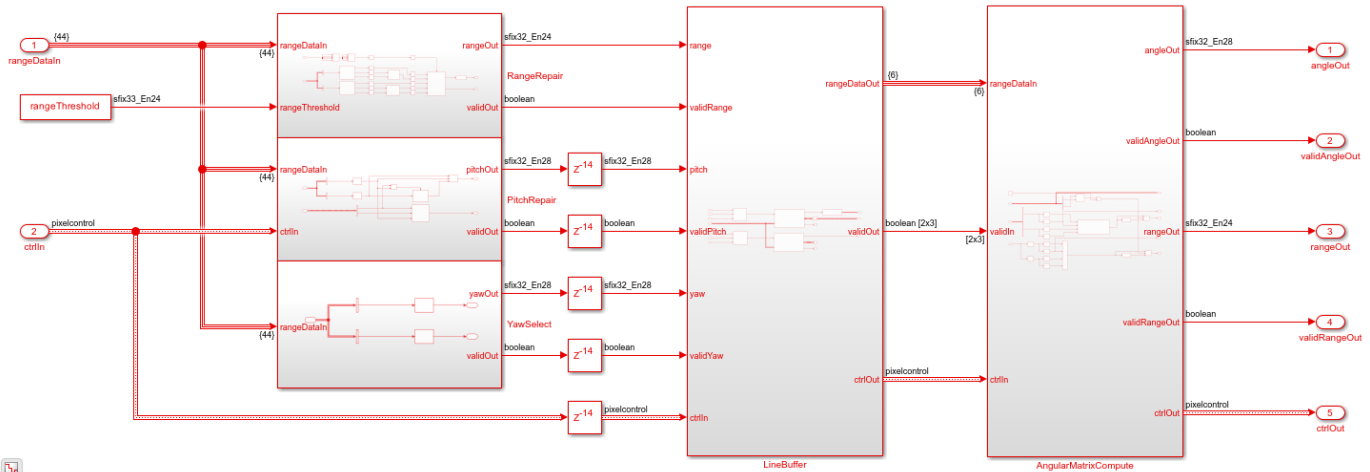 1
{44}
rangeDataIn
rangeThreshold
sfix33_En24
2
pixelcontrol
ctrlIn
rangeDataIn
{44}
rangeThreshold
rangeOut
validOut
RangeRepair
sfix32_En24
boolean
rangeDataIn
{44}
ctrlIn
pitchOut
validOut
PitchRepair
sfix32_En28
z-14
sfix32_En28
boolean
z-14
boolean
rangeDataIn
{44}
yawOut
validOut
YawSelect
sfix32_En28
z-14
sfix32_En28
boolean
z-14
boolean
z-14
pixelcontrol
range
validRange
pitch
validPitch
yaw
validYaw
ctrlIn
rangeDataOut
validOut
ctrlOut
LineBuffer
{6}
{6}
boolean [2x3]
[2x3]
pixelcontrol
rangeDataIn
validIn
ctrlIn
angleOut
validAngleOut
rangeOut
validRangeOut
ctrlOut
AngularMatrixCompute
sfix32_En28
1
angleOut
boolean
2
validAngleOut
sfix32_En24
3
rangeOut
boolean
4
validRangeOut
pixelcontrol
5
ctrlOut